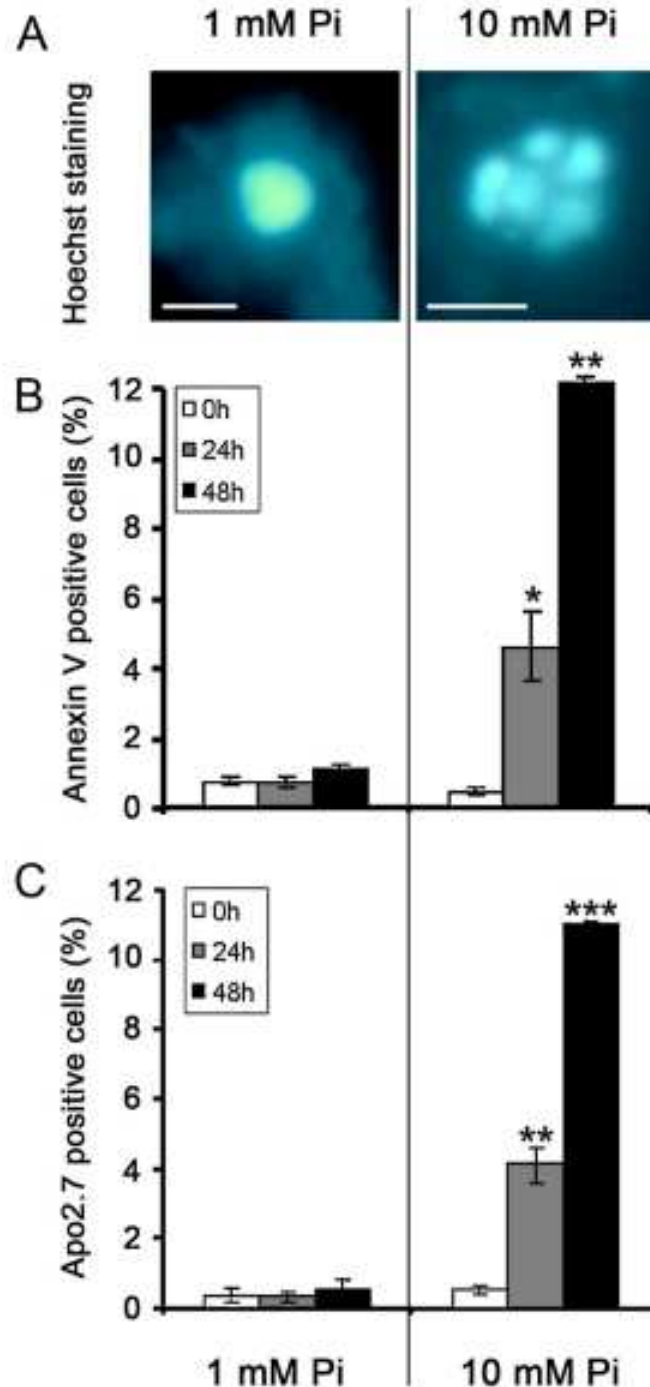 A
1 mM Pi
10 mM Pi
Hoechst staining
B
Annexin V positive cells (%)
12
10
8
6
4
2
0
0h
24h
48h
*
**
C
Apo2.7 positive cells (%)
12
10
8
6
4
2
0
0h
24h
48h
**
***
1 mM Pi
10 mM Pi